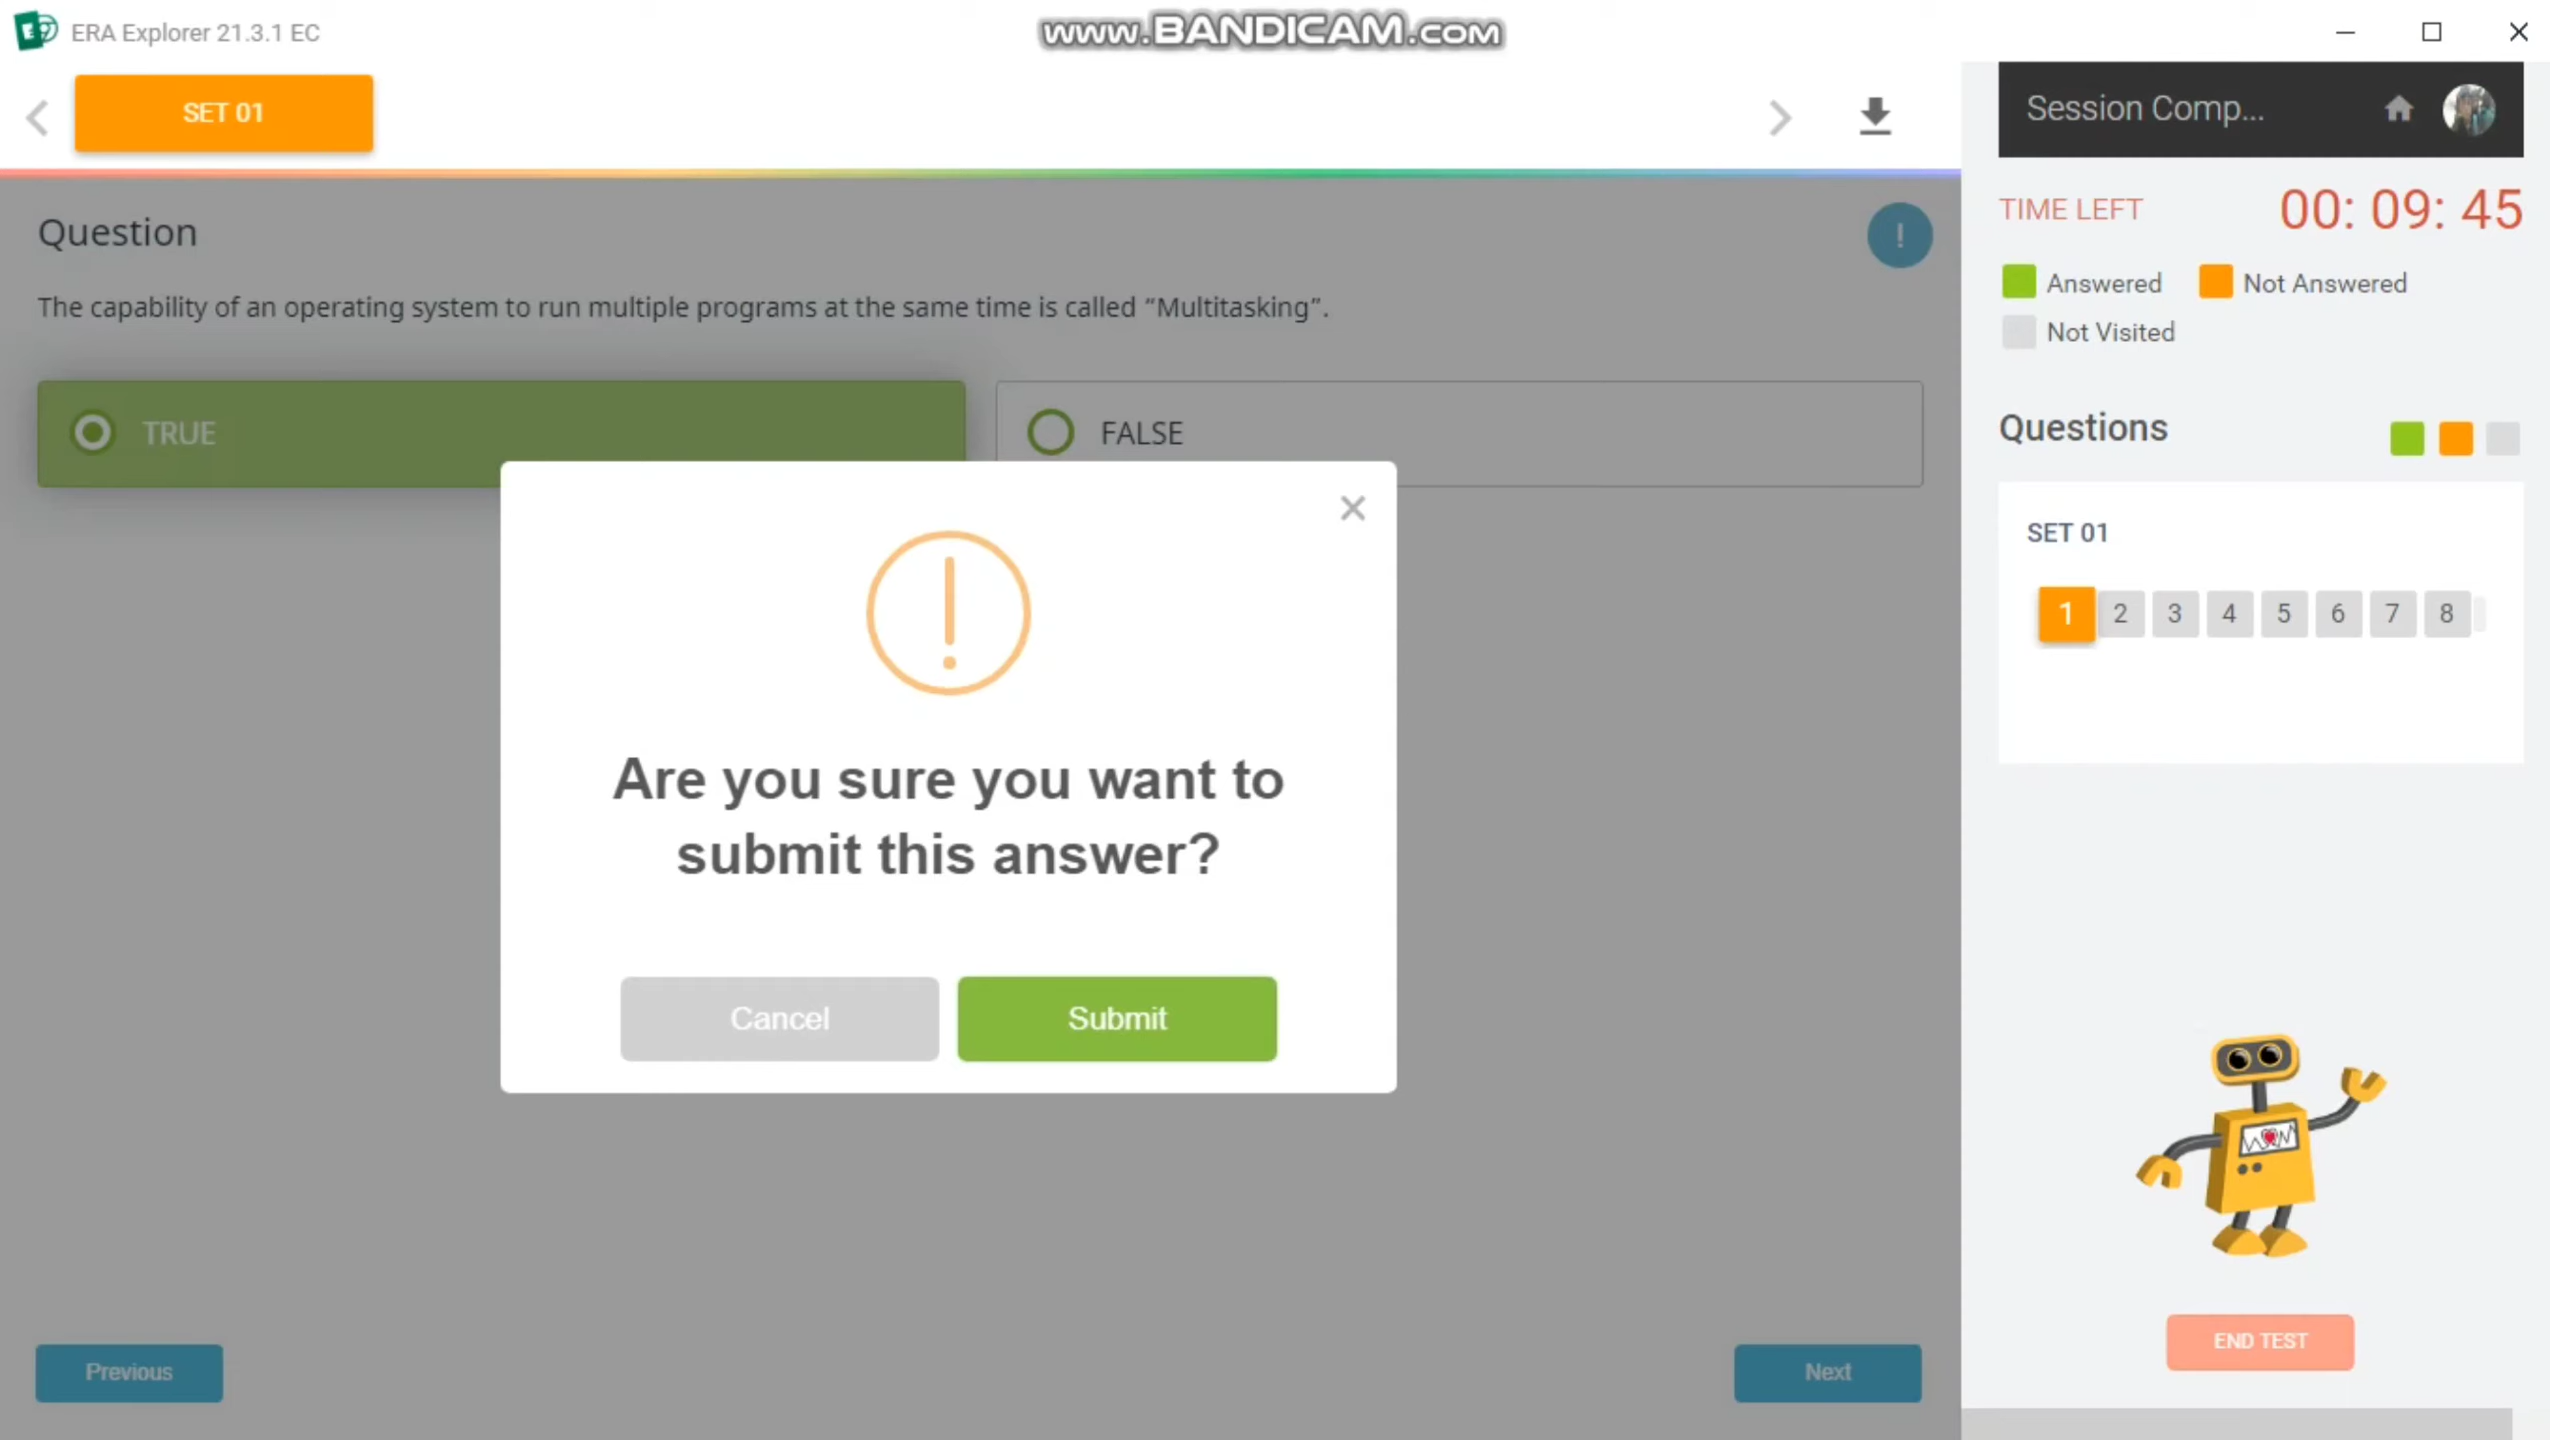 ERA Explorer 21.3.1 EC
www.BANDICAM.com
SET 01
Session Comp...
TIME LEFT
00: 09: 45
Answered
Not Answered
Not Visited
Question
!
The capability of an operating system to run multiple programs at the same time is called “Multitasking”.
TRUE
FALSE
Questions
SET 01
1 2 3 4 5 6 7 8
Are you sure you want to
submit this answer?
Cancel
Submit
Previous
Next
END TEST